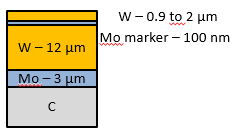 W – 0.9 to 2 µm
Mo marker – 100 nm
W – 12 µm
Mo – 3 µm
C